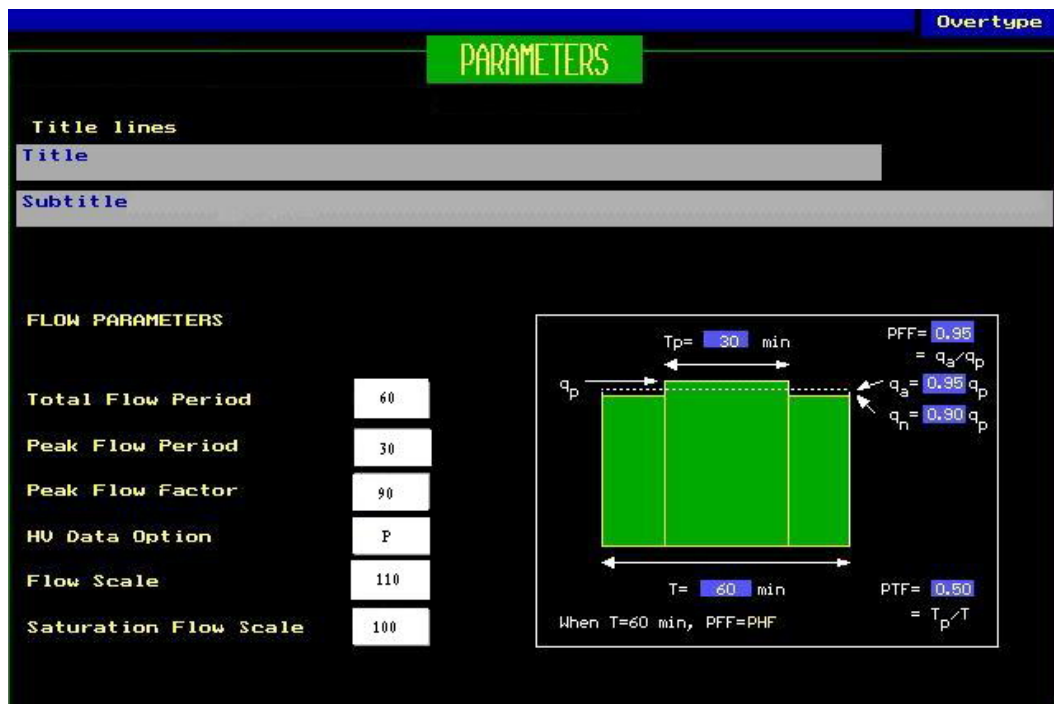 Overtype
PARAMETERS
Title lines
Title
Subtitle
FLOW PARAMETERS
Total Flow Period 60
Peak Flow Period 30
Peak Flow Factor 90
HV Data Option P
Flow Scale 110
Saturation Flow Scale 100
Tp= 30 min
PFF= 0.95
= qa/qp
qp
qa= 0.95 qp
qn= 0.90 qp
T= 60 min
PTF= 0.50
= Tp/T
When T=60 min, PFF=PHF